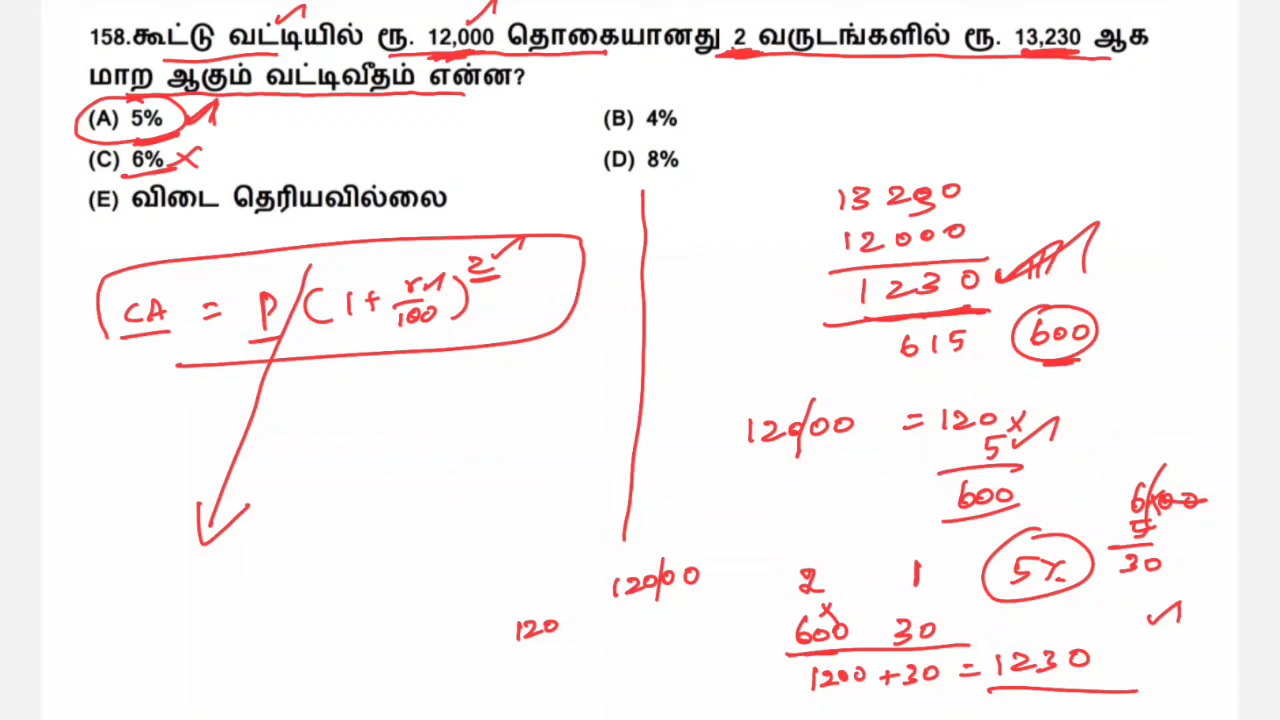 158.கூட்டு வட்டியில் ரூ. 12,000 தொகையானது 2 வருடங்களில் ரூ. 13,230 ஆக
மாற ஆகும் வட்டிவீதம் என்ன?
(A) 5%
(B) 4%
(C) 6%
(D) 8%
(E) விடை தெரியவில்லை
CA = P (1 + r/100)^2
13230
12000
1230
615 600
12000 = 120 x
5
600
600
5
30
5%
12000
2 1
120
600 30
1200 + 30 = 1230